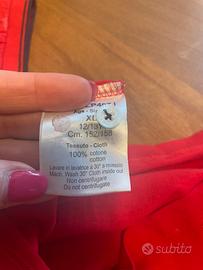 XL
12/13
Cm. 152/158
Tessuto - Cloth
100% cotone
cotton
Lavare in lavatrice a 30° a rovescio
Mach. Wash 30° Cloth inside out
Non centrifugare
Do not centrifugate
subito